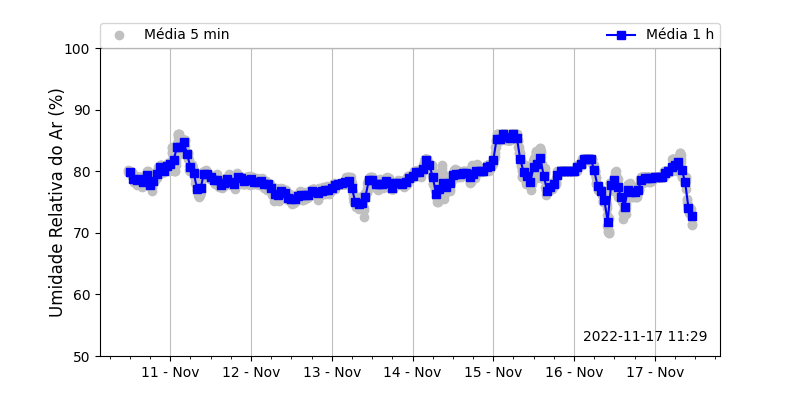 Média 5 min
Média 1 h
Umidade Relativa do Ar (%)
100
90
80
70
60
50
2022-11-17 11:29
11 - Nov
12 - Nov
13 - Nov
14 - Nov
15 - Nov
16 - Nov
17 - Nov